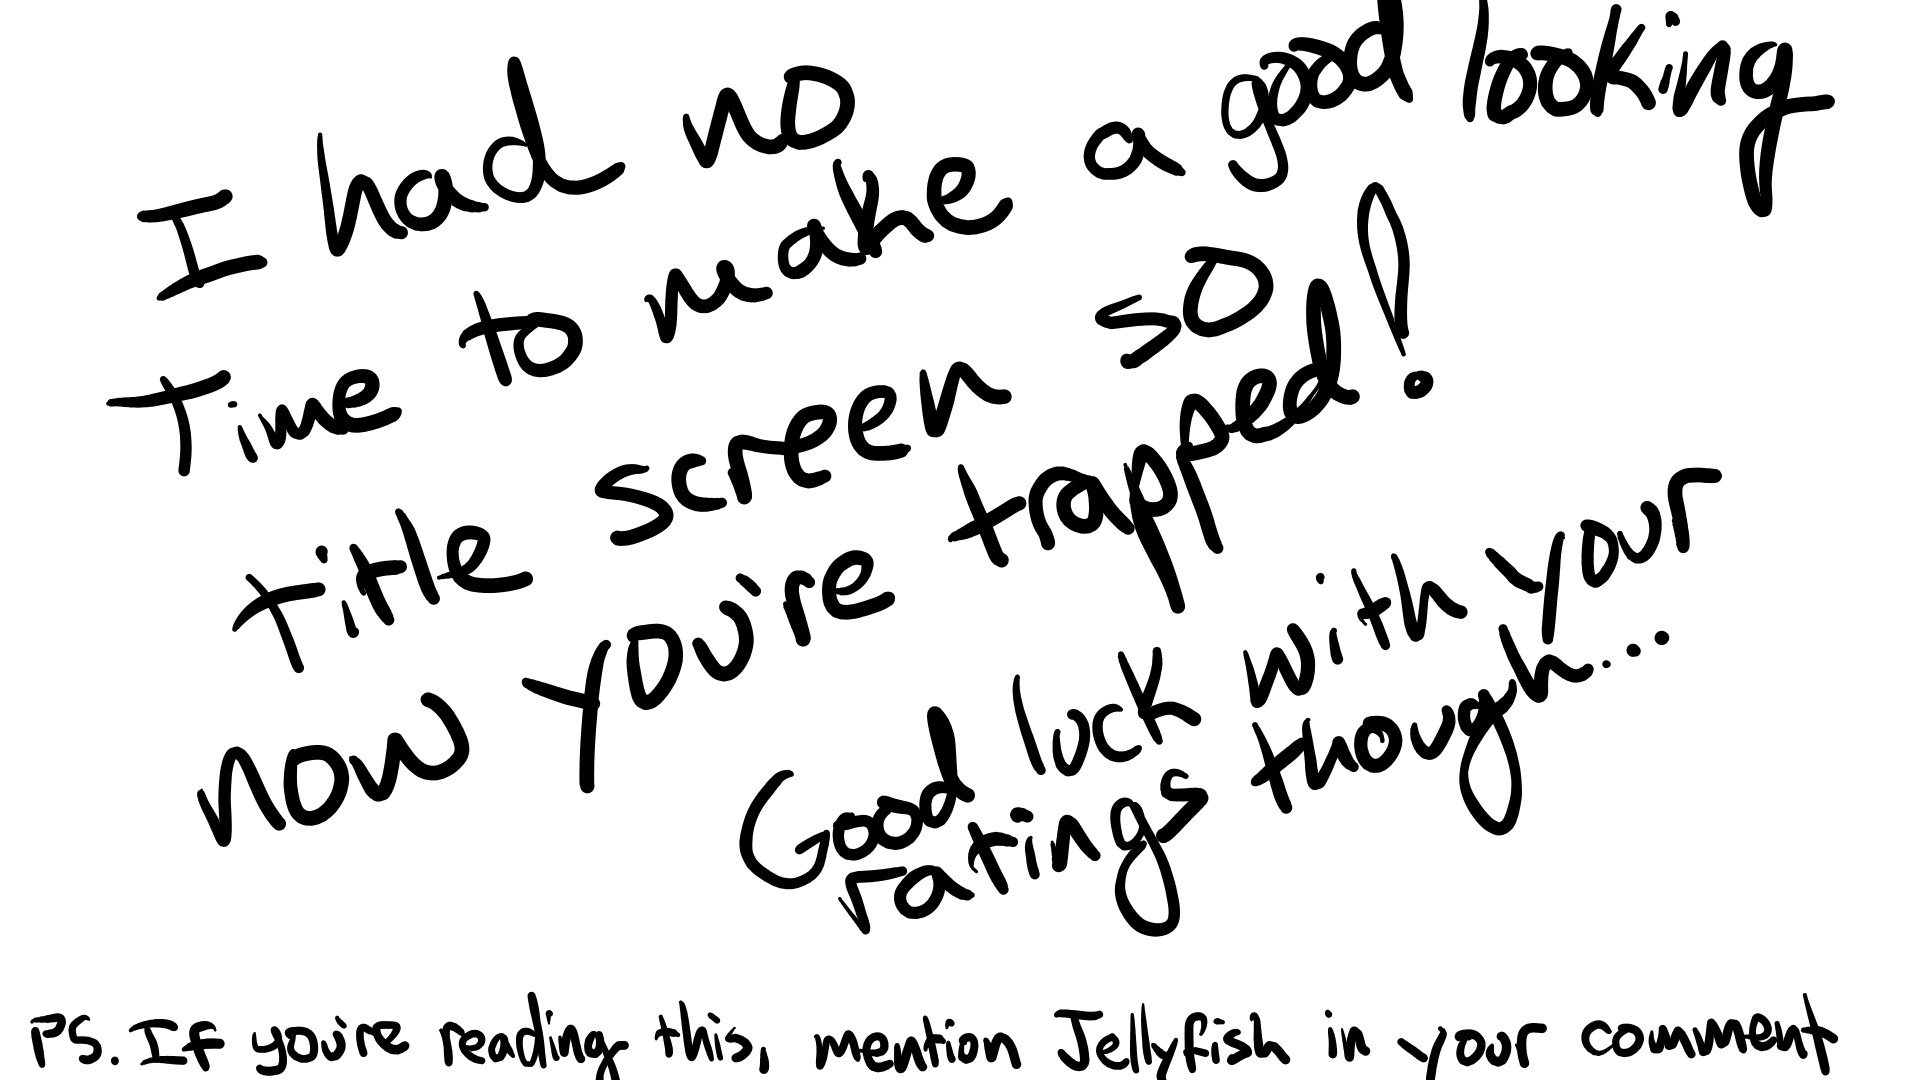 I had no
Time to make a good looking
title screen so
now you're trapped!
Good luck with your
ratings though....
PS. If you're reading this, mention Jellyfish in your comment